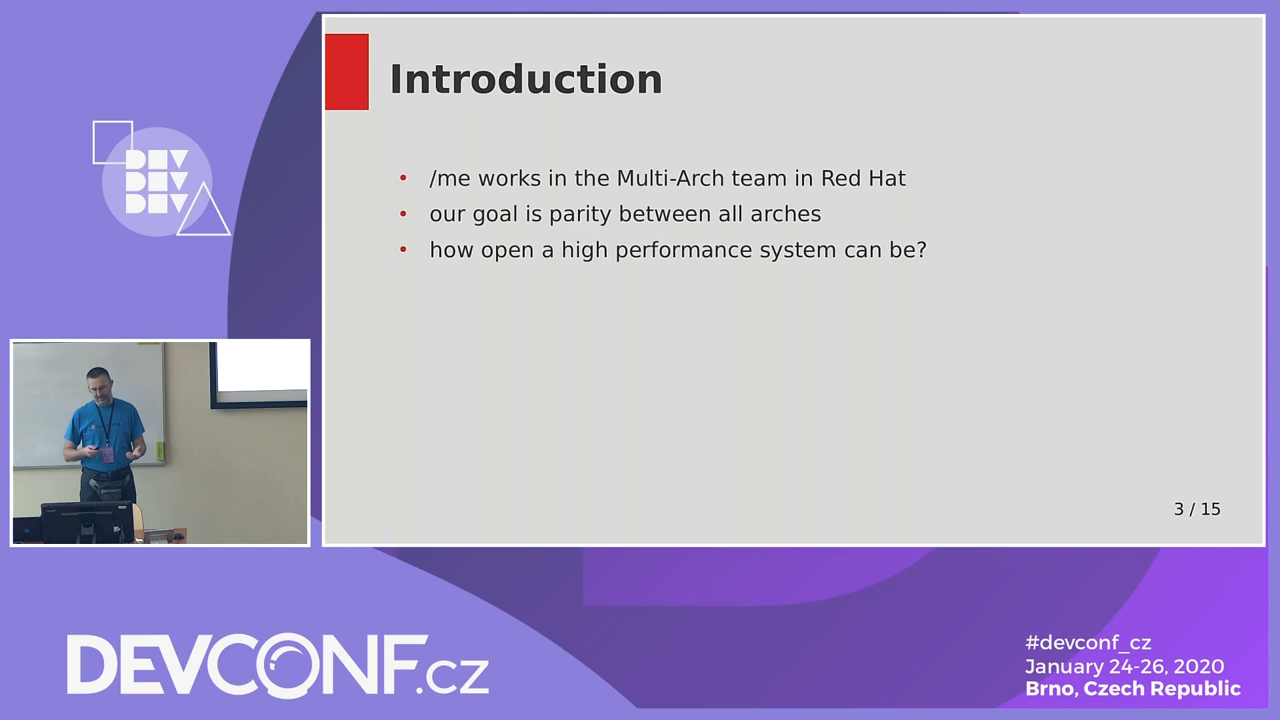 Introduction
/me works in the Multi-Arch team in Red Hat
our goal is parity between all arches
how open a high performance system can be?
3 / 15
DEV
DEV
DEV
DEVCONF.cz
#devconf_cz
January 24-26, 2020
Brno, Czech Republic